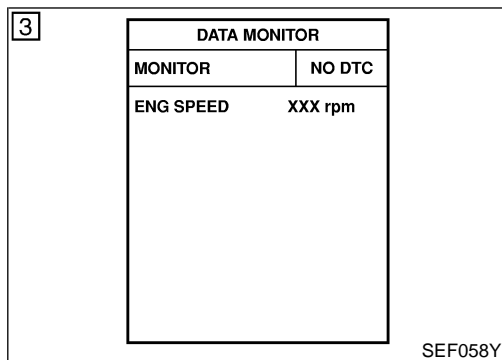 3
DATA MONITOR
MONITOR NO DTC
ENG SPEED XXX rpm
SEF058Y